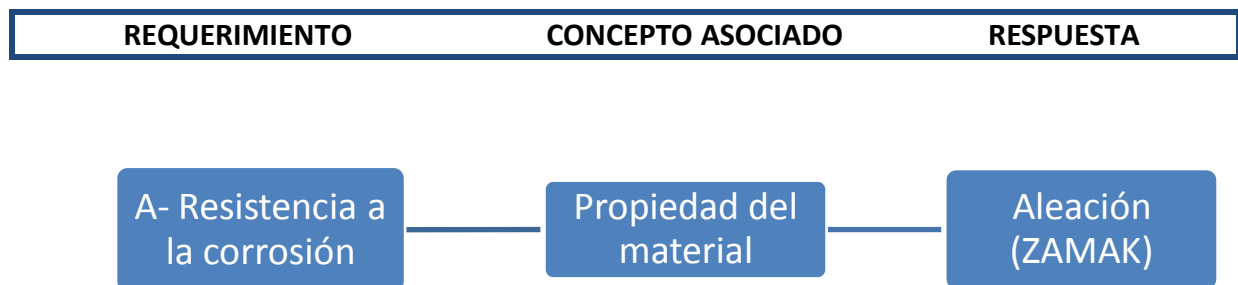 REQUERIMIENTO CONCEPTO ASOCIADO RESPUESTA
A- Resistencia a
la corrosión
Propiedad del
material
Aleación
(ZAMAK)